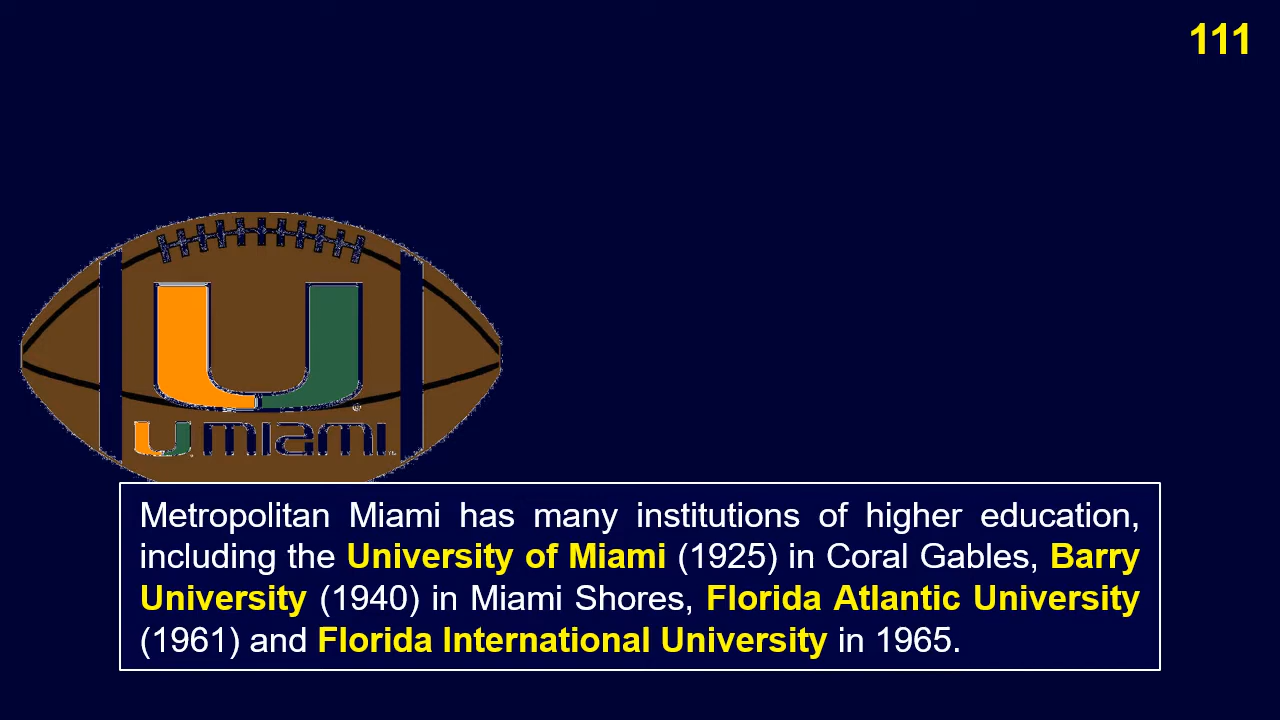 111
U
U miami
Metropolitan Miami has many institutions of higher education,
including the University of Miami (1925) in Coral Gables, Barry
University (1940) in Miami Shores, Florida Atlantic University
(1961) and Florida International University in 1965.